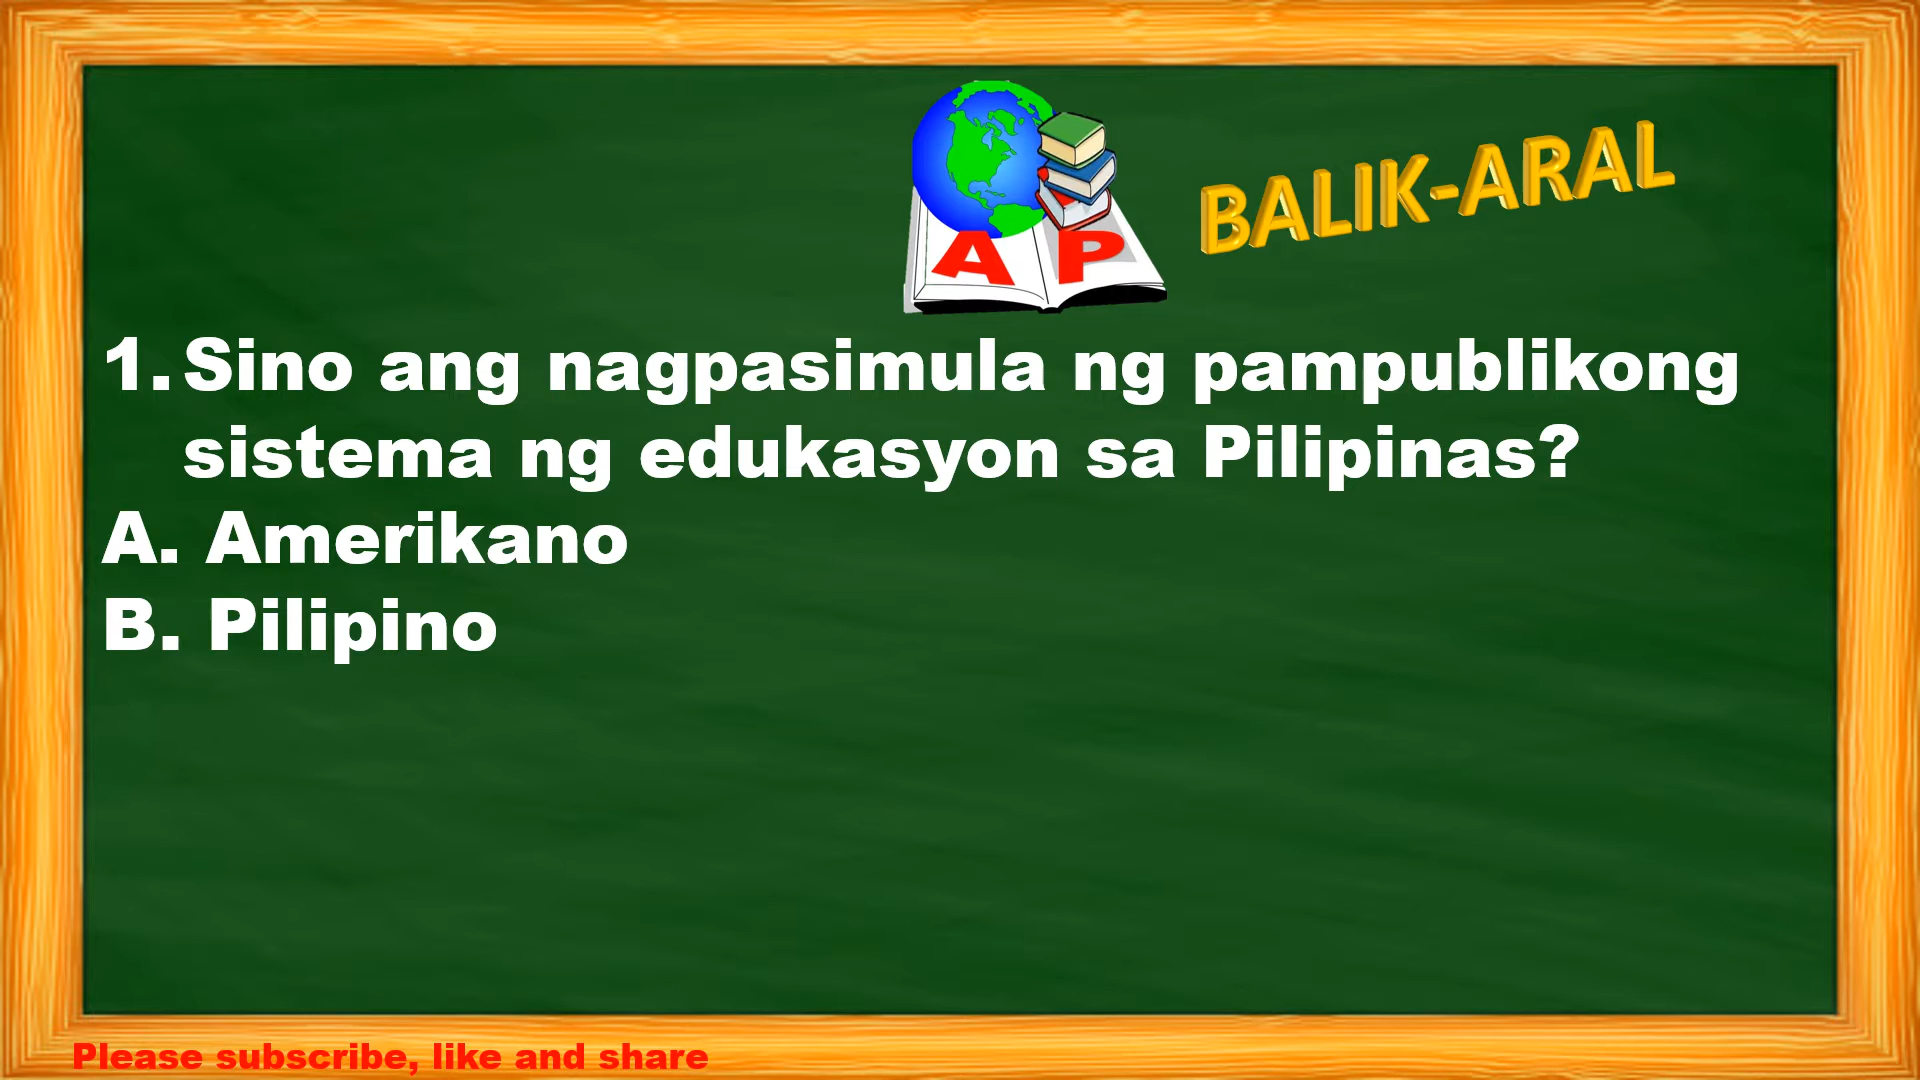 A P
BALIK-ARAL
1. Sino ang nagpasimula ng pampublikong
sistema ng edukasyon sa Pilipinas?
A. Amerikano
B. Pilipino
Please subscribe, like and share